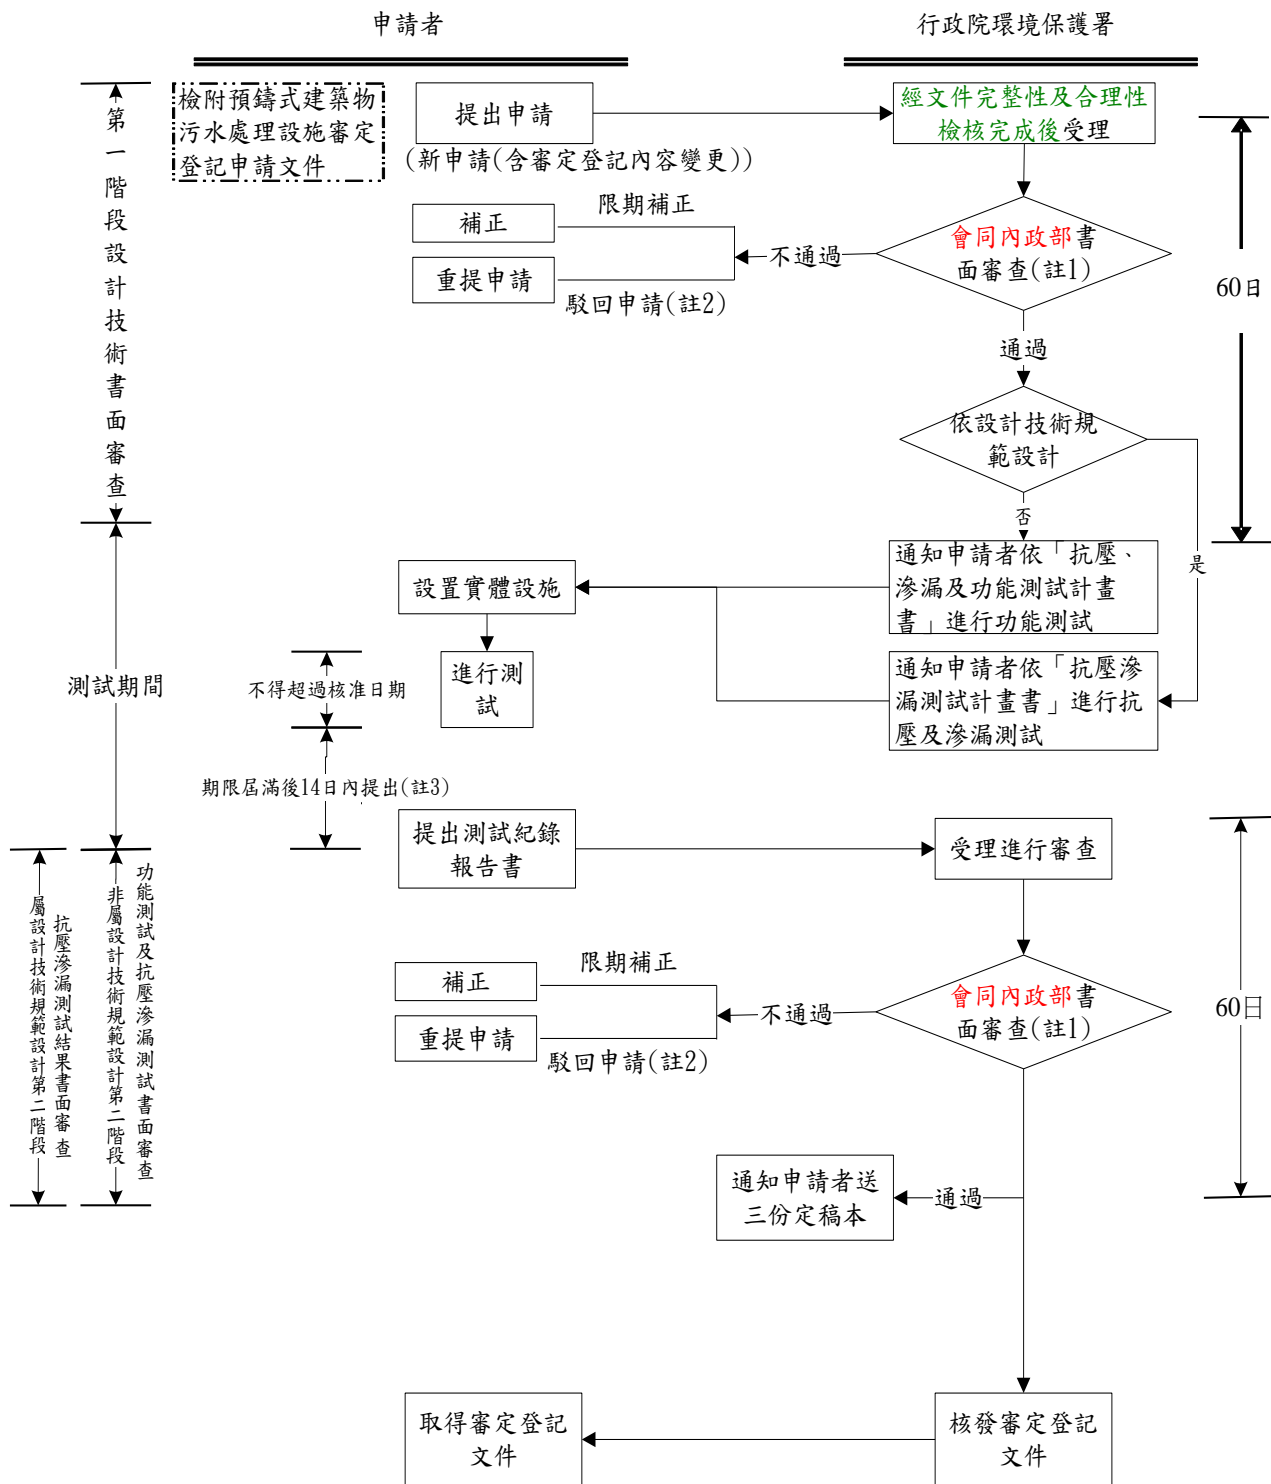 申請者
行政院環境保護署
第一階段設計技術書面審查
檢附預鑄式建築物
污水處理設施審定
登記申請文件
提出申請
(新申請(含審定登記內容變更))
經文件完整性及合理性
檢核完成後受理
60日
補正
限期補正
重提申請
駁回申請(註2)
不通過
會同內政部書
面審查(註1)
通過
依設計技術規
範設計
否
是
通知申請者依「抗壓、
滲漏及功能測試計畫
書」進行功能測試
設置實體設施
測試期間
不得超過核准日期
進行測
試
通知申請者依「抗壓滲
漏測試計畫書」進行抗
壓及滲漏測試
期限屆滿後14日內提出(註3)
提出測試紀錄
報告書
受理進行審查
60日
功能測試及抗壓滲漏測試書面審查
非屬設計技術規範設計第二階段
抗壓滲漏測試結果書面審查
屬設計技術規範設計第二階段
補正
限期補正
重提申請
駁回申請(註2)
不通過
會同內政部書
面審查(註1)
通知申請者送
三份定稿本
通過
取得審定登記
文件
核發審定登記
文件